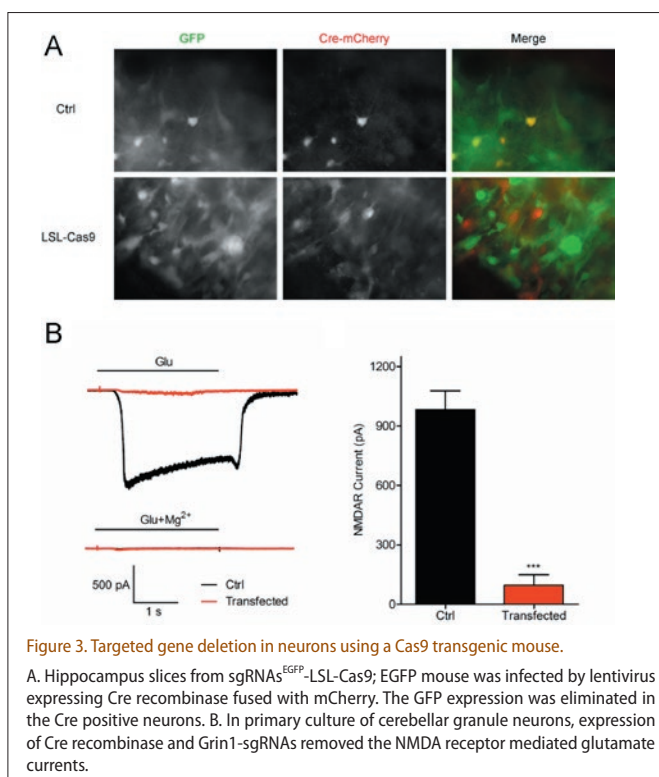 A
GFP
Cre-mCherry
Merge
Ctrl
LSL-Cas9
B
Glu
Glu+Mg²⁺
500 pA
1 s
Ctrl
Transfected
NMDAR Current (pA)
1200
900
600
300
0
***
Ctrl
Transfected
Figure 3. Targeted gene deletion in neurons using a Cas9 transgenic mouse.
A. Hippocampus slices from sgRNAsᴱᴳᶠᴾ-LSL-Cas9; EGFP mouse was infected by lentivirus
expressing Cre recombinase fused with mCherry. The GFP expression was eliminated in
the Cre positive neurons. B. In primary culture of cerebellar granule neurons, expression
of Cre recombinase and Grin1-sgRNAs removed the NMDA receptor mediated glutamate
currents.